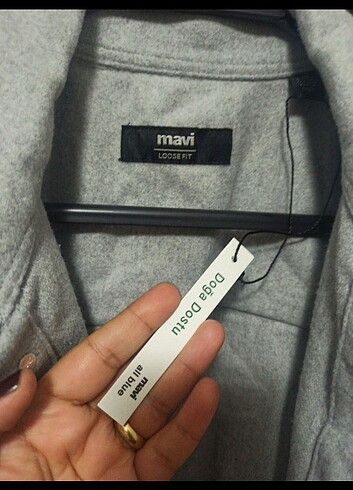 mavi
LOOSE FIT
Doğa Dostu
mavi
all blue